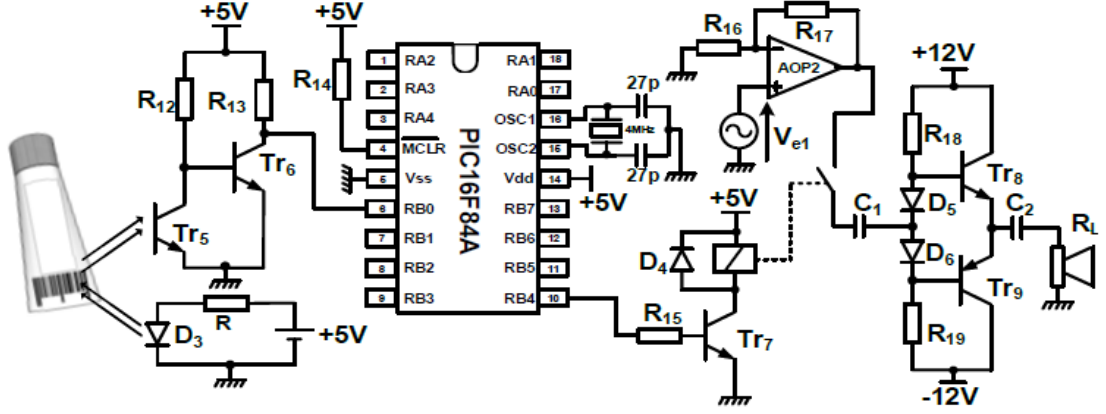 +5V
+5V
R12
R13
R14
Tr5
Tr6
D3
R
+5V
PIC16F84A
1 RA2
2 RA3
3 RA4
4 MCLR
5 Vss
6 RB0
7 RB1
8 RB2
9 RB3
RA1 18
RA0 17
OSC1 16
OSC2 15
Vdd 14
RB7 13
RB6 12
RB5 11
RB4 10
27p
4MHz
27p
+5V
R16
R17
AOP2
Ve1
+5V
D4
R15
Tr7
+12V
R18
Tr8
C1
D5
D6
C2
RL
Tr9
R19
-12V